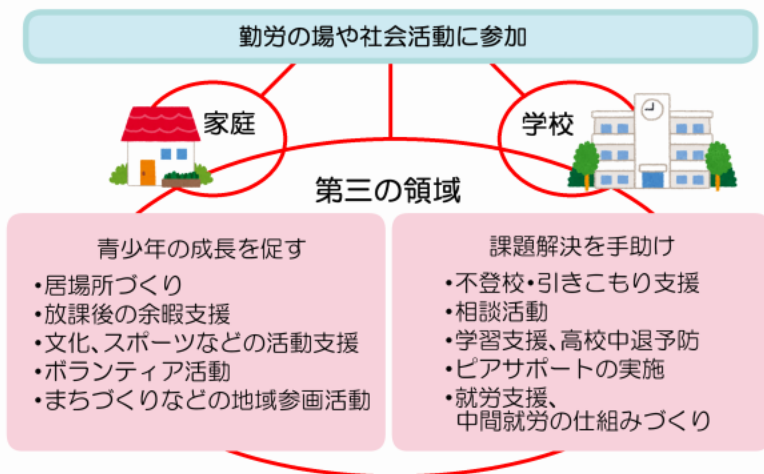 勤労の場や社会活動に参加
家庭
学校
第三の領域
青少年の成長を促す
・居場所づくり
・放課後の余暇支援
・文化、スポーツなどの活動支援
・ボランティア活動
・まちづくりなどの地域参画活動
課題解決を手助け
・不登校・引きこもり支援
・相談活動
・学習支援、高校中退予防
・ピアサポートの実施
・就労支援、
中間就労の仕組みづくり